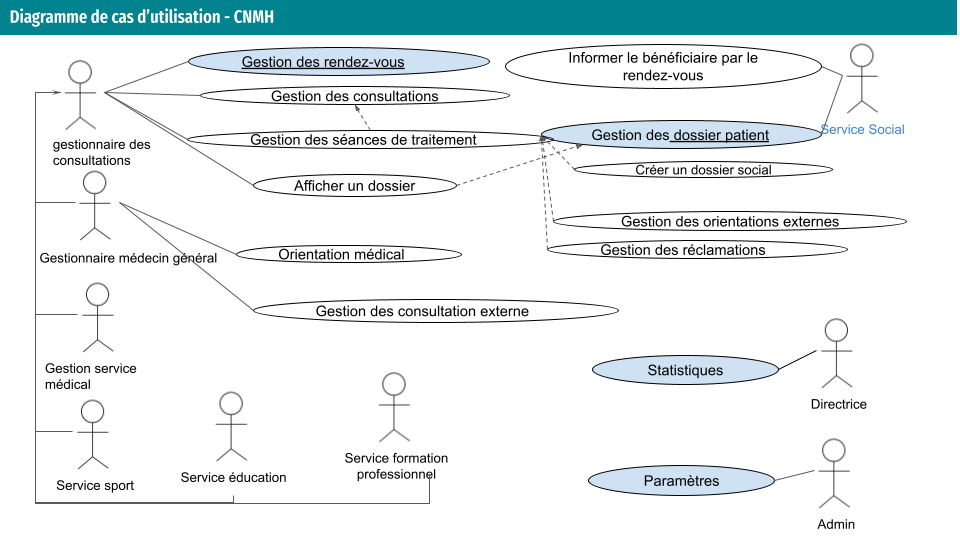 Diagramme de cas d'utilisation - CNMH
Gestion des rendez-vous
Informer le bénéficiaire par le
rendez-vous
Gestion des consultations
Service Social
gestionnaire des
consultations
Gestion des séances de traitement
Gestion des dossier patient
Créer un dossier social
Afficher un dossier
Gestion des orientations externes
Gestion des réclamations
Gestionnaire médecin général
Orientation médical
Gestion des consultation externe
Gestion service
médical
Statistiques
Directrice
Service formation
professionnel
Service éducation
Service sport
Paramètres
Admin